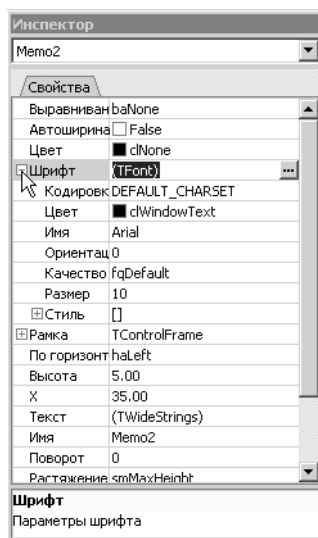 Инспектор
Memo2
Свойства
Выравниван baNone
Автоширина False
Цвет clNone
Шрифт (TFont) ...
Кодировк DEFAULT_CHARSET
Цвет clWindowText
Имя Arial
Ориентац 0
Качество fqDefault
Размер 10
Стиль []
Рамка TControlFrame
По горизонт haLeft
Высота 5.00
X 35.00
Текст (TWideStrings)
Имя Memo2
Поворот 0
Растяжение smMaxHeight
Шрифт
Параметры шрифта